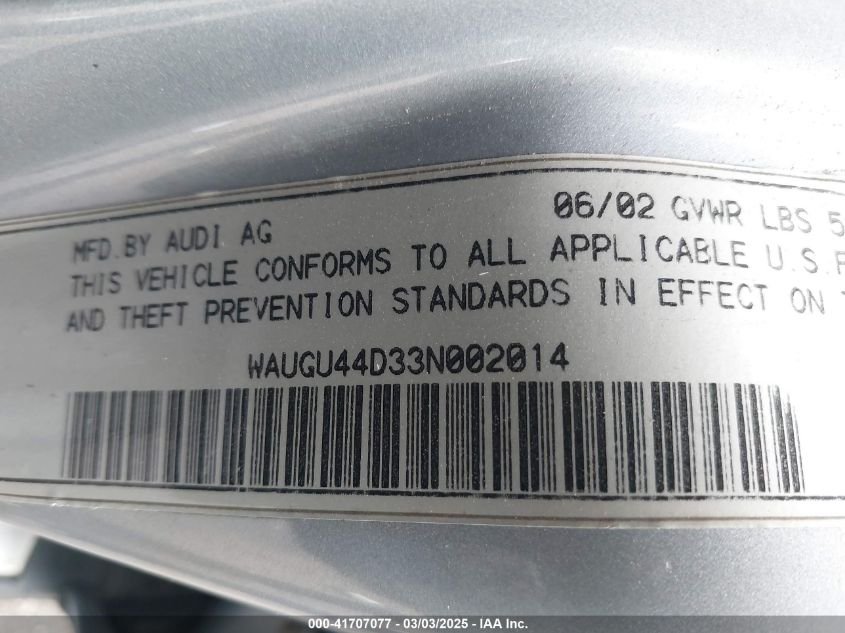 06/02 GVWR LBS 5
MFD.BY AUDI AG
THIS VEHICLE CONFORMS TO ALL APPLICABLE U.S.F
AND THEFT PREVENTION STANDARDS IN EFFECT ON
WAUGU44D33N002014
000-41707077 — 03/03/2025 — IAA Inc.